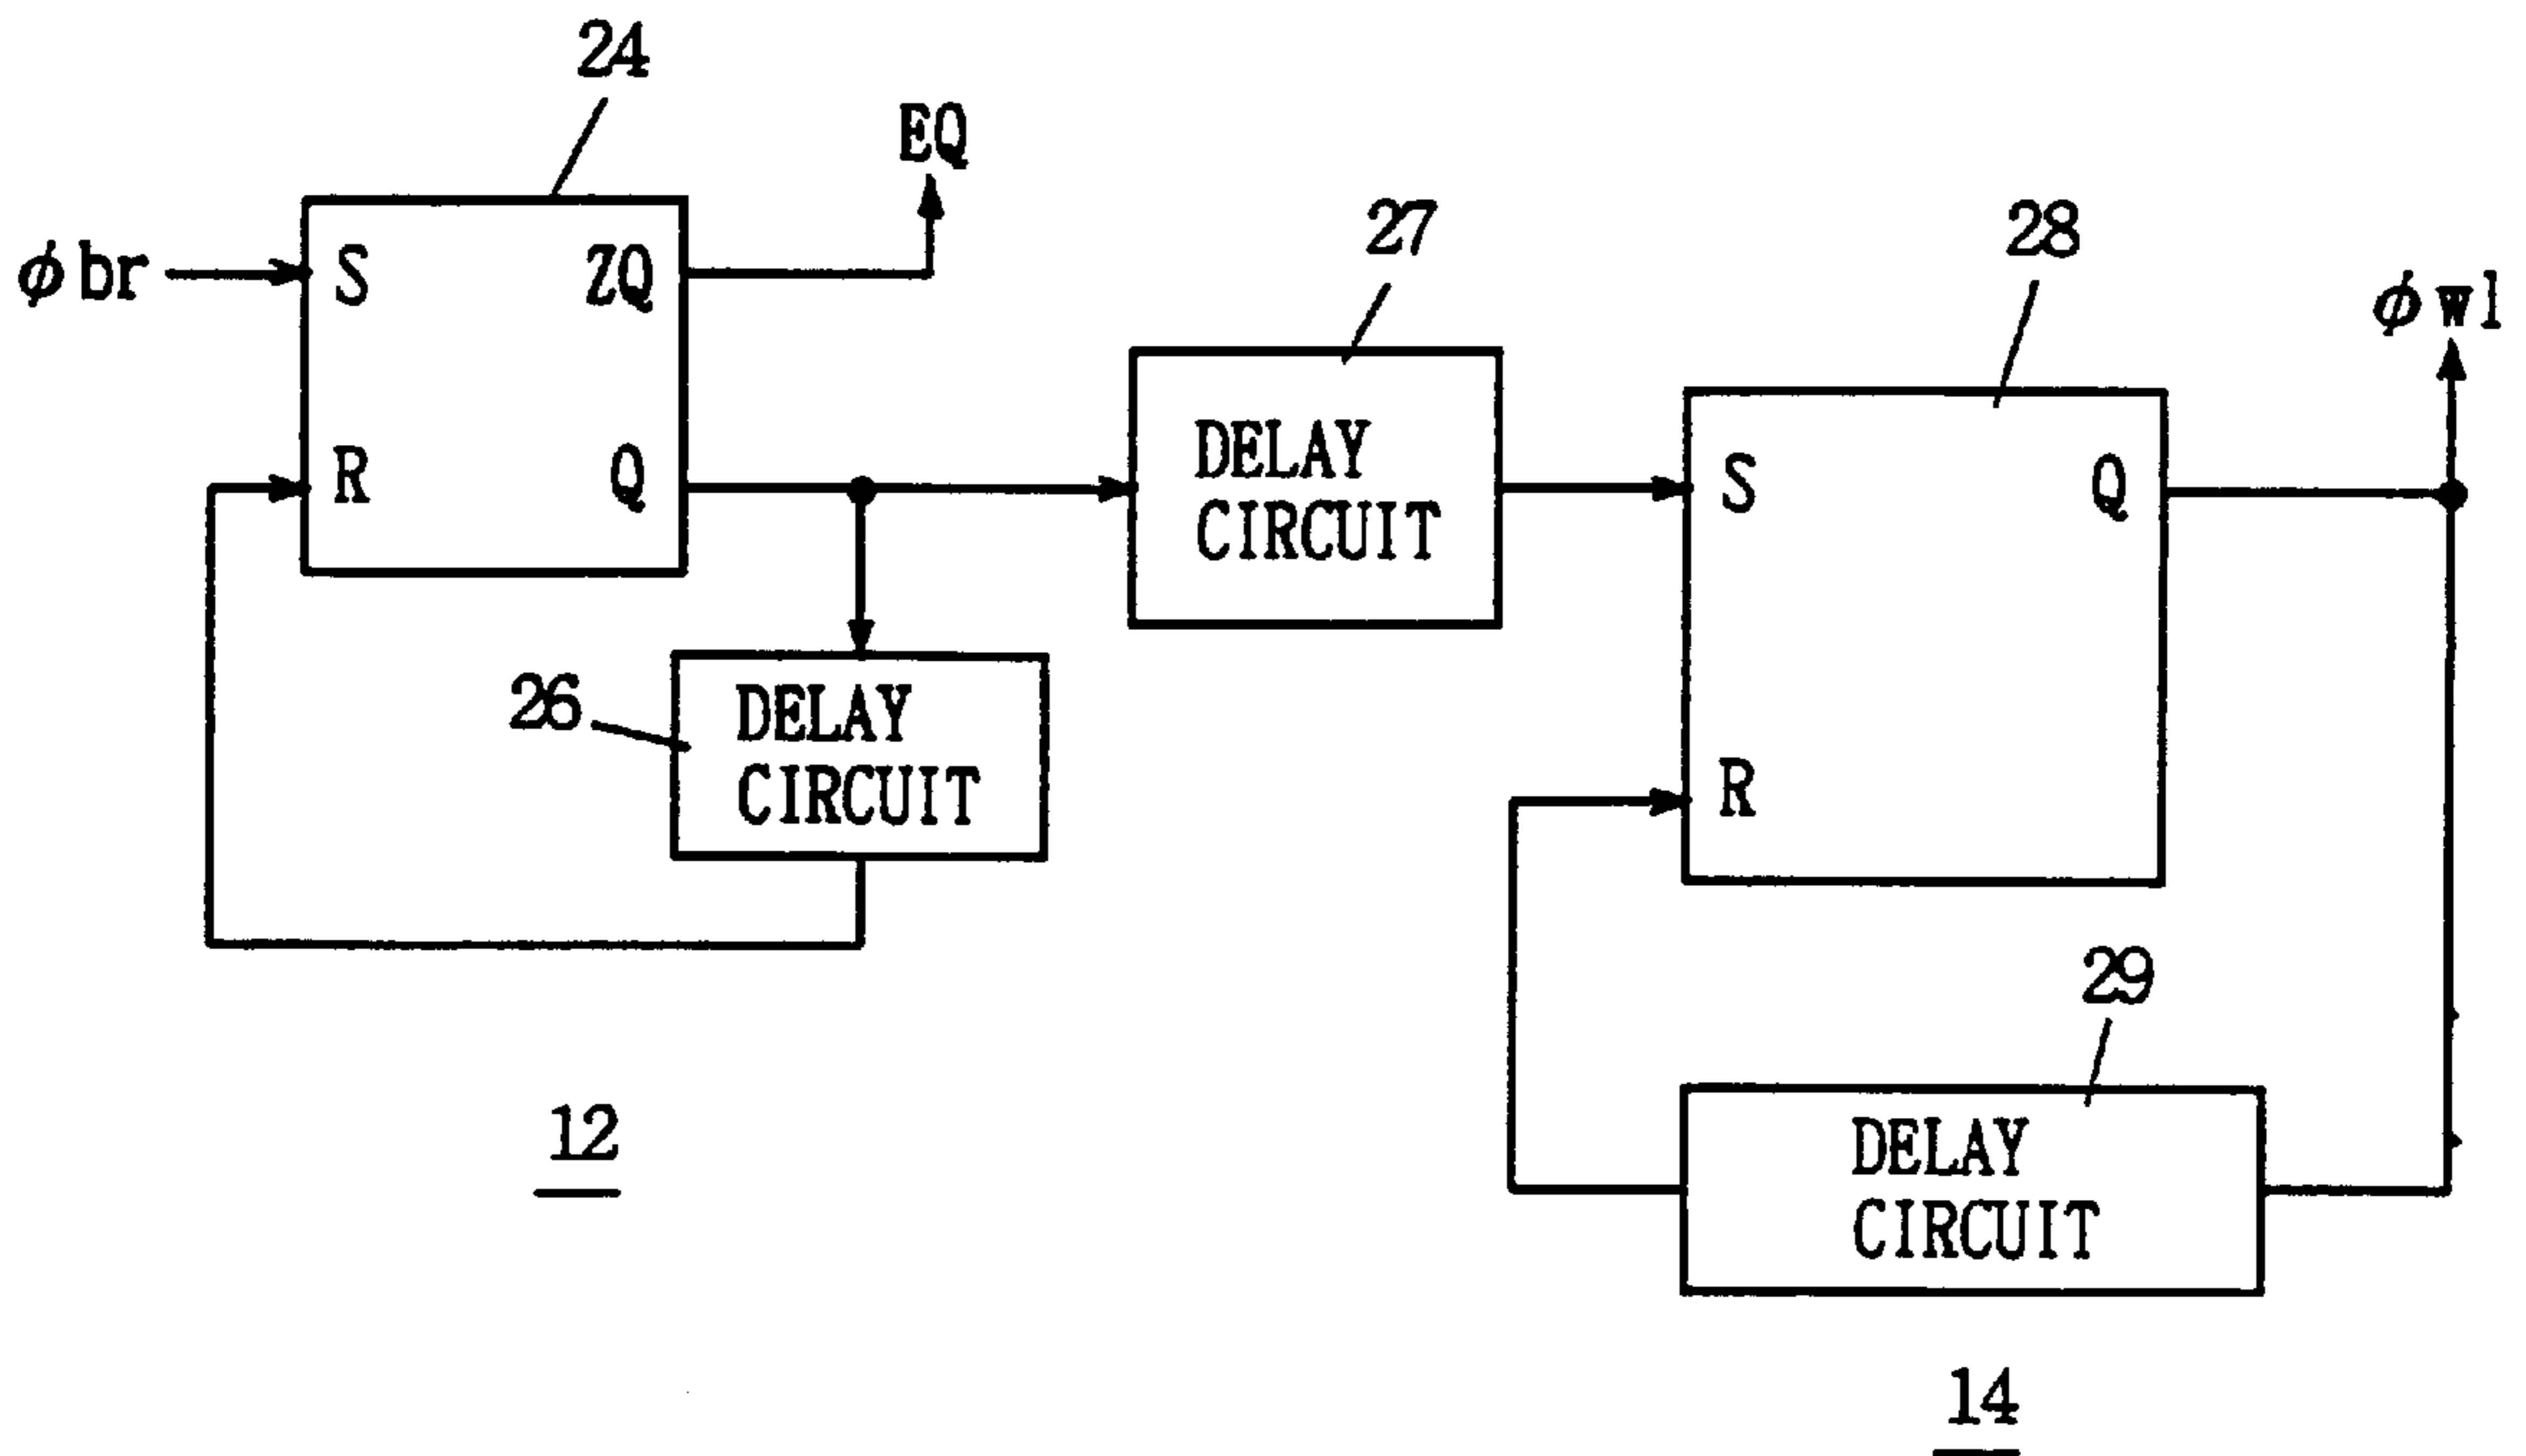 24
EQ
φbr
S
ZQ
R
Q
27
DELAY
CIRCUIT
28
φwl
S
Q
R
26
DELAY
CIRCUIT
29
DELAY
CIRCUIT
12
14